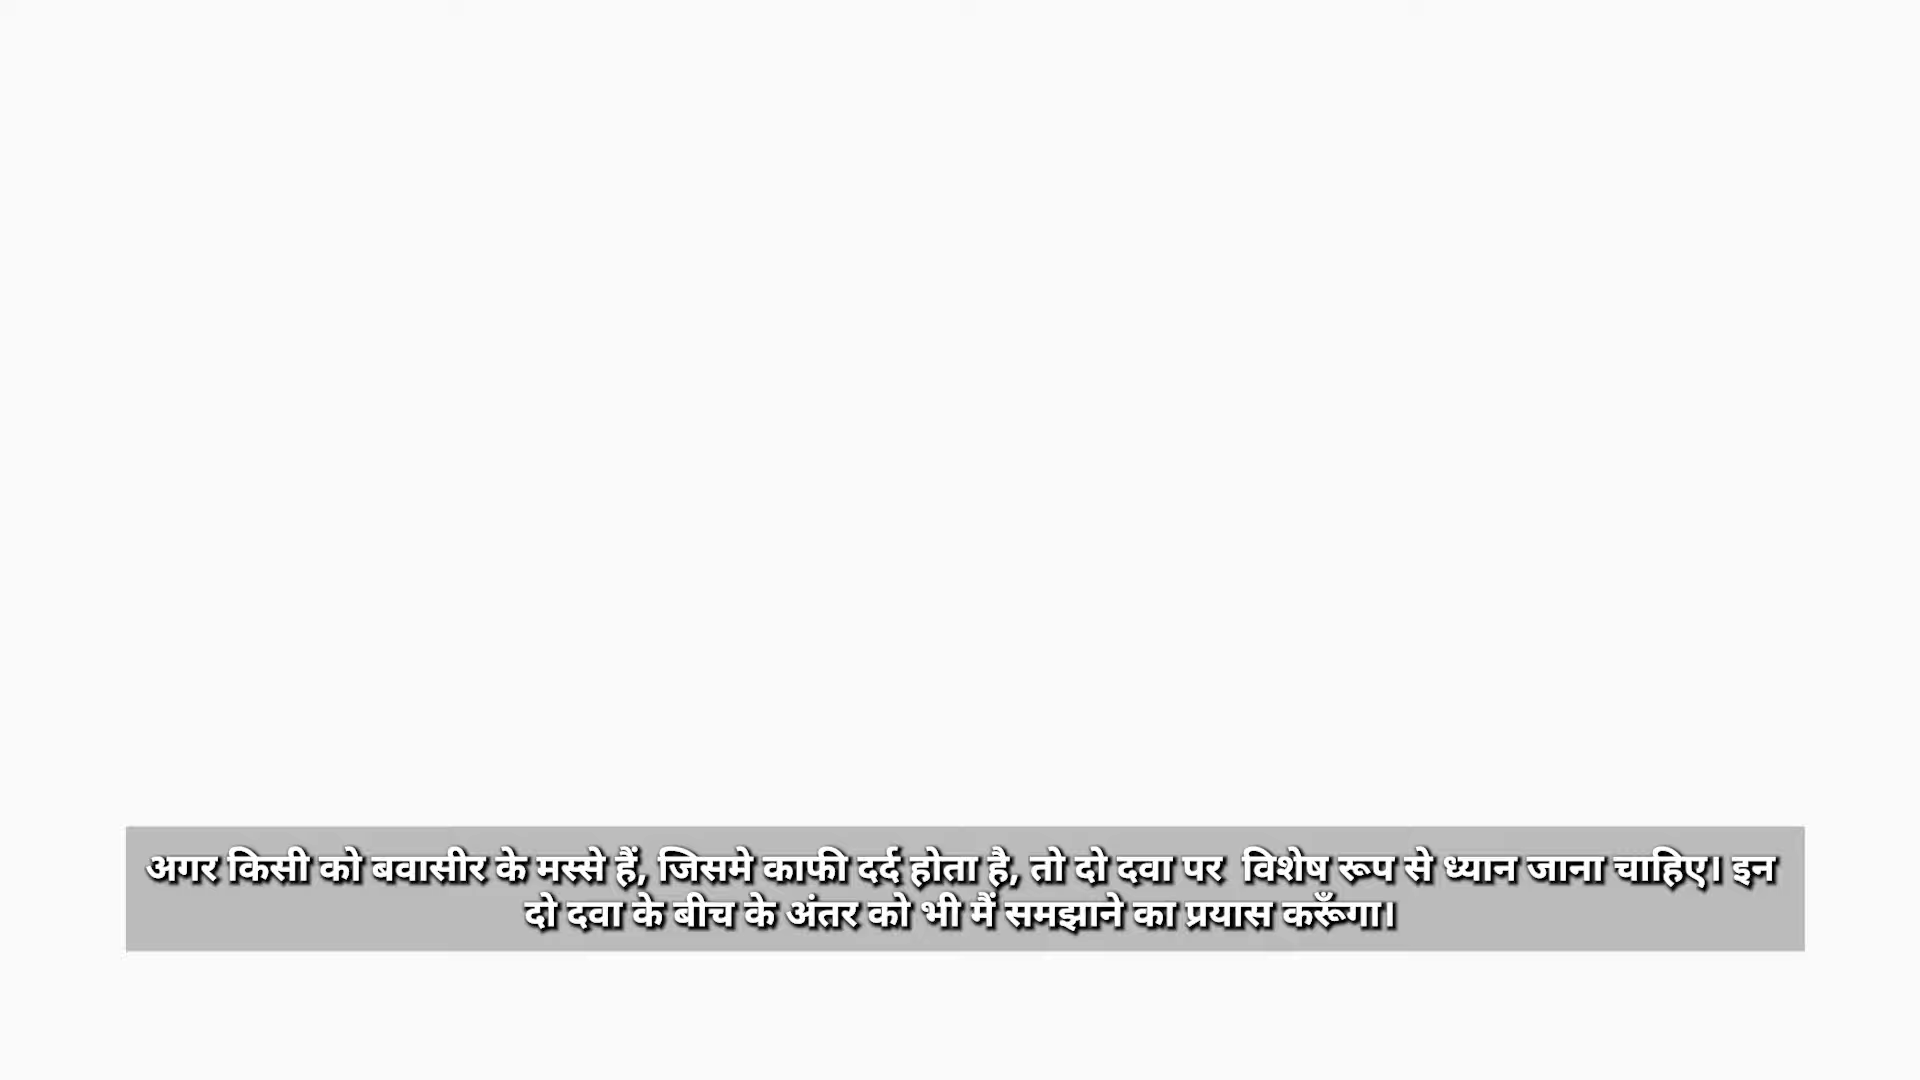 अगर किसी को बवासीर के मस्से हैं, जिसमे काफी दर्द होता है, तो दो दवा पर  विशेष रूप से ध्यान जाना चाहिए। इन
दो दवा के बीच के अंतर को भी मैं समझाने का प्रयास करूँगा।